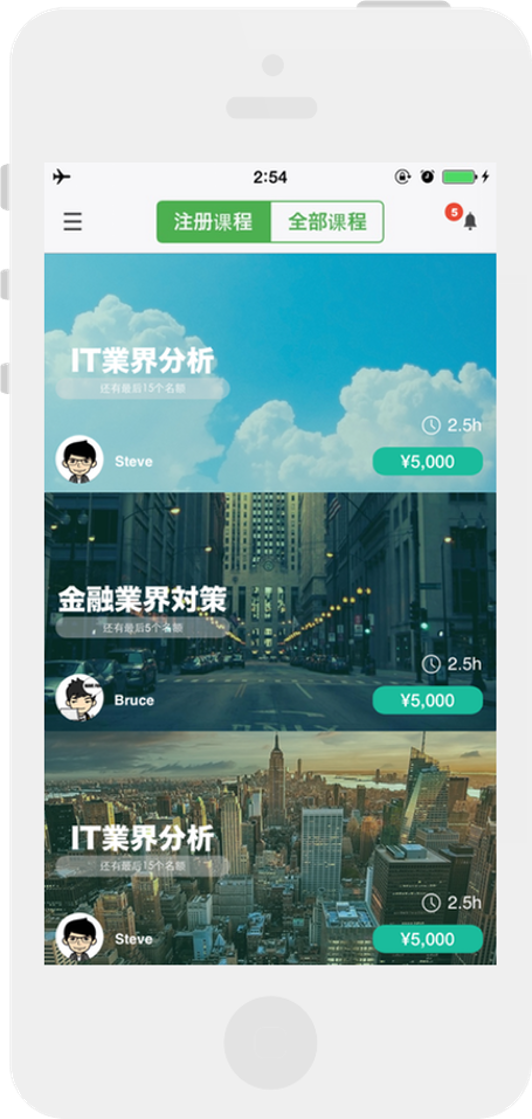 2:54
注册课程 全部课程 5
IT業界分析
还有最后15个名额
2.5h
Steve ¥5,000
金融業界対策
还有最后5个名额
2.5h
Bruce ¥5,000
IT業界分析
还有最后15个名额
2.5h
Steve ¥5,000